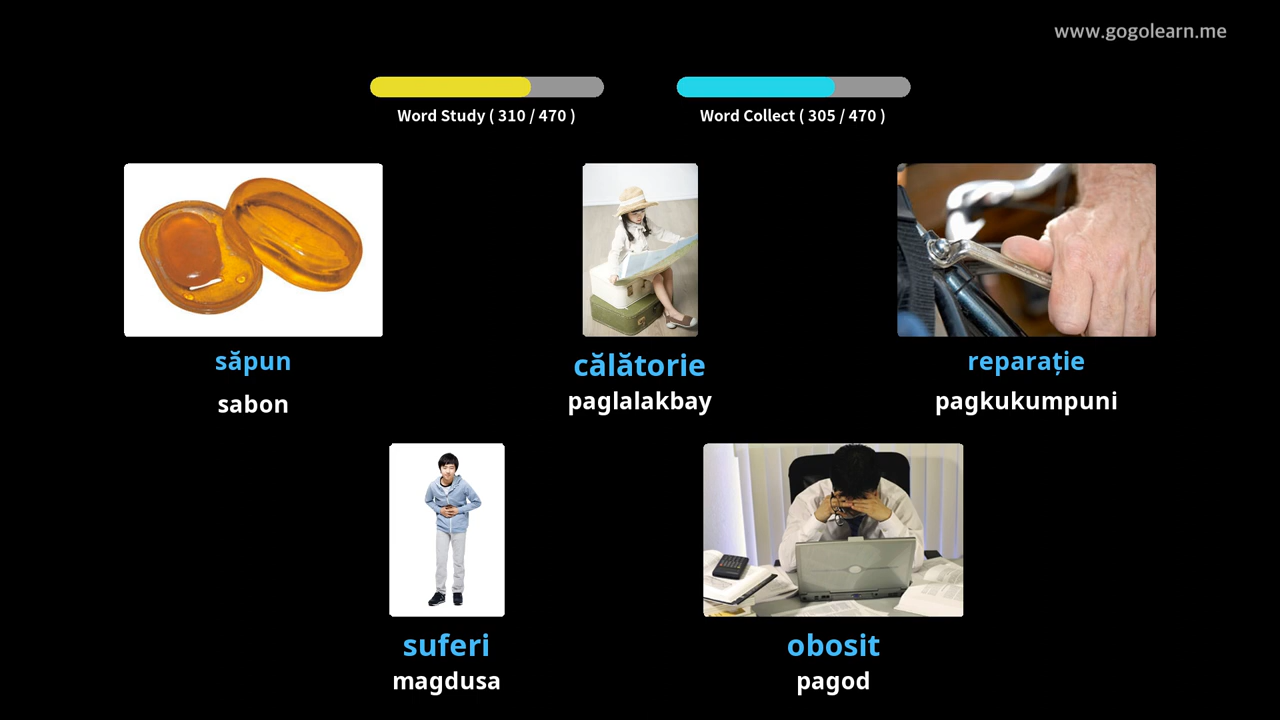 www.gogolearn.me
Word Study ( 310 / 470 )
Word Collect ( 305 / 470 )
săpun
călătorie
reparație
sabon
paglalakbay
pagkukumpuni
suferi
obosit
magdusa
pagod